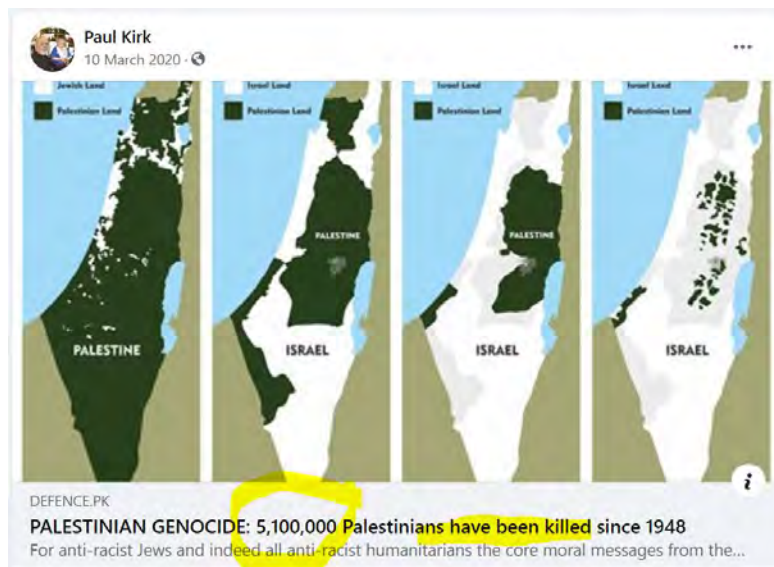 Paul Kirk
10 March 2020
Jewish Land
Palestinian Land
PALESTINE
Israel Land
Palestinian Land
PALESTINE
ISRAEL
Israel Land
Palestinian Land
PALESTINE
ISRAEL
Israel Land
Palestinian Land
ISRAEL
i
DEFENCE.PK
PALESTINIAN GENOCIDE: 5,100,000 Palestinians have been killed since 1948
For anti-racist Jews and indeed all anti-racist humanitarians the core moral messages from the...